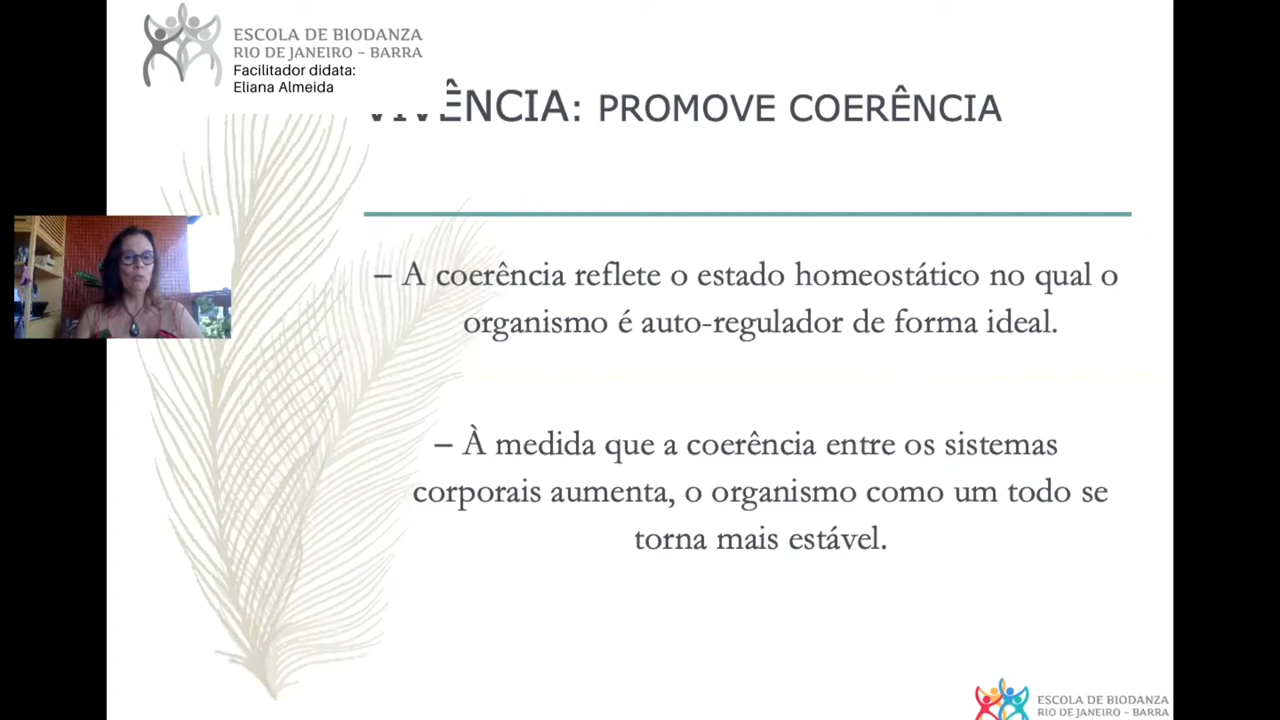 ESCOLA DE BIODANZA
RIO DE JANEIRO – BARRA
Facilitador didata:
Eliana Almeida
VIVÊNCIA: PROMOVE COERÊNCIA
– A coerência reflete o estado homeostático no qual o
organismo é auto-regulador de forma ideal.
– À medida que a coerência entre os sistemas
corporais aumenta, o organismo como um todo se
torna mais estável.
ESCOLA DE BIODANZA
RIO DE JANEIRO – BARRA